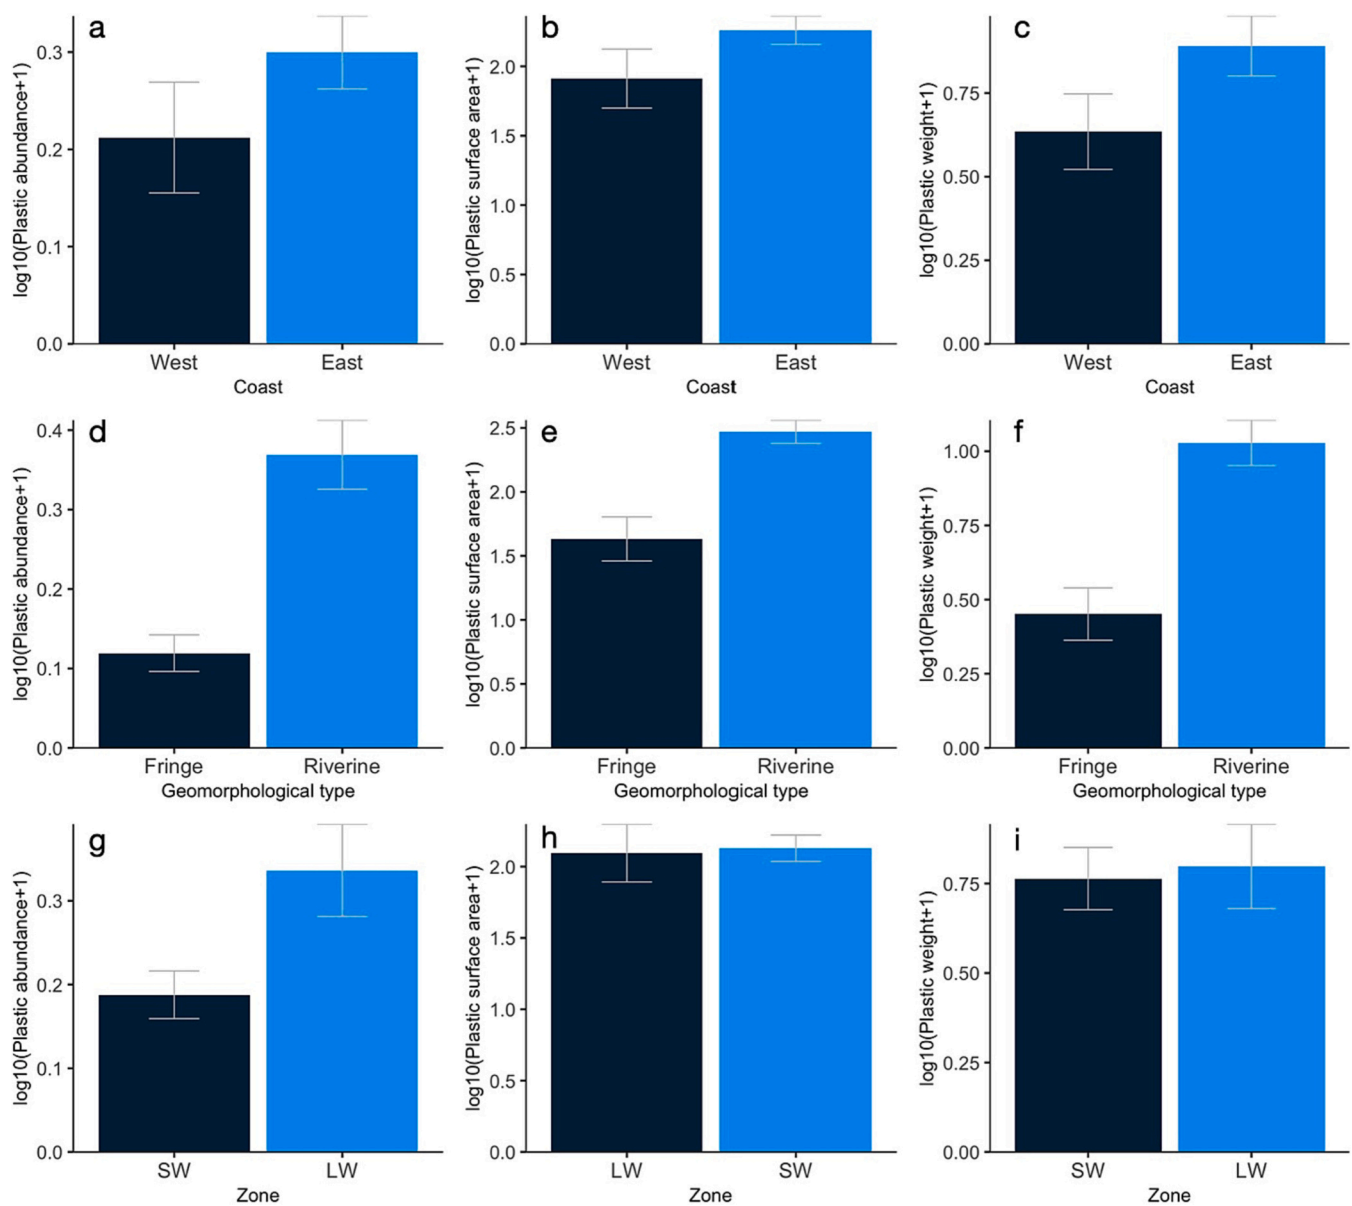 a
log10(Plastic abundance+1)
0.3
0.2
0.1
0.0
West East
Coast
b
log10(Plastic surface area+1)
2.0
1.5
1.0
0.5
0.0
West East
Coast
c
log10(Plastic weight+1)
0.75
0.50
0.25
0.00
West East
Coast
d
log10(Plastic abundance+1)
0.4
0.3
0.2
0.1
0.0
Fringe Riverine
Geomorphological type
e
log10(Plastic surface area+1)
2.5
2.0
1.5
1.0
0.5
0.0
Fringe Riverine
Geomorphological type
f
log10(Plastic weight+1)
1.00
0.75
0.50
0.25
0.00
Fringe Riverine
Geomorphological type
g
log10(Plastic abundance+1)
0.3
0.2
0.1
0.0
SW LW
Zone
h
log10(Plastic surface area+1)
2.0
1.5
1.0
0.5
0.0
LW SW
Zone
i
log10(Plastic weight+1)
0.75
0.50
0.25
0.00
SW LW
Zone